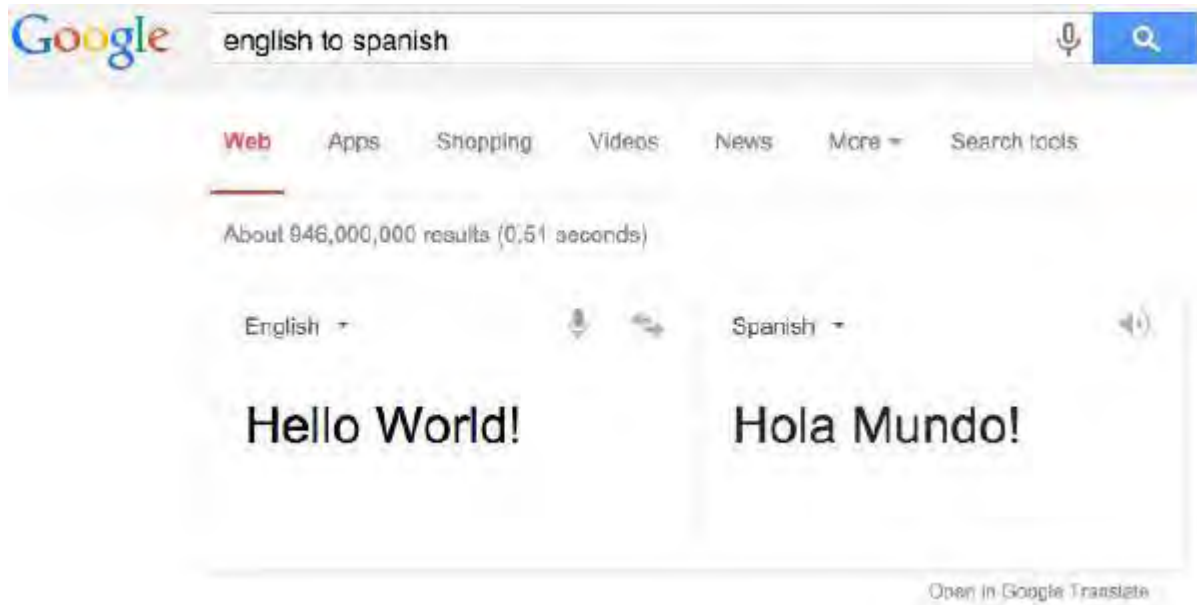 Google english to spanish
Web Apps Shopping Videos News More Search tools
About 946,000,000 results (0.51 seconds)
English Spanish
Hello World! Hola Mundo!
Open in Google Translate